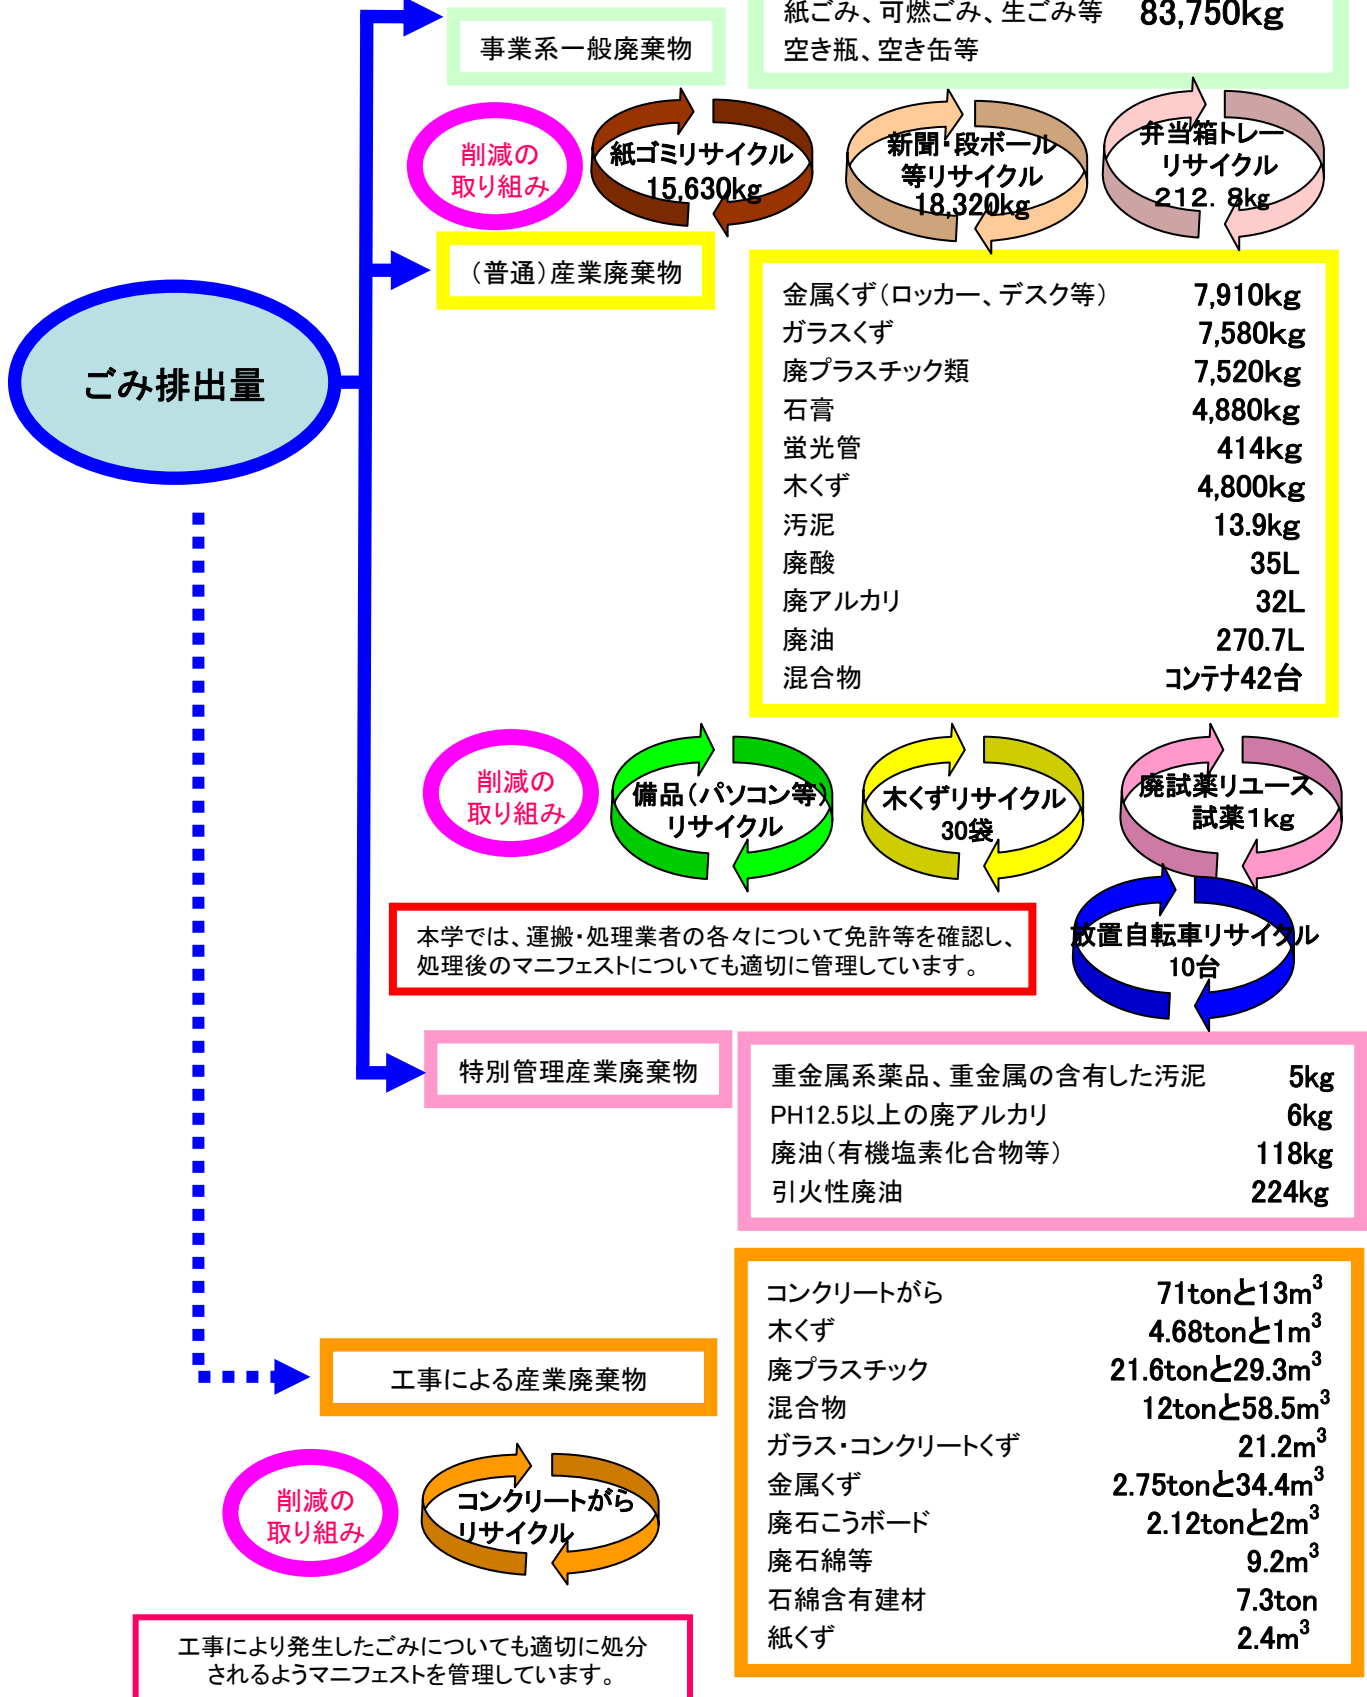 紙ごみ、可燃ごみ、生ごみ等 83,750kg
空き瓶、空き缶等
事業系一般廃棄物
削減の
取り組み
紙ゴミリサイクル
15,630kg
新聞・段ボール
等リサイクル
18,320kg
弁当箱トレー
リサイクル
212．8kg
（普通）産業廃棄物
ごみ排出量
金属くず（ロッカー、デスク等） 7,910kg
ガラスくず 7,580kg
廃プラスチック類 7,520kg
石膏 4,880kg
蛍光管 414kg
木くず 4,800kg
汚泥 13.9kg
廃酸 35L
廃アルカリ 32L
廃油 270.7L
混合物 コンテナ42台
削減の
取り組み
備品（パソコン等）
リサイクル
木くずリサイクル
30袋
廃試薬リユース
試薬1kg
放置自転車リサイクル
10台
本学では、運搬・処理業者の各々について免許等を確認し、
処理後のマニフェストについても適切に管理しています。
特別管理産業廃棄物
重金属系薬品、重金属の含有した汚泥 5kg
PH12.5以上の廃アルカリ 6kg
廃油（有機塩素化合物等） 118kg
引火性廃油 224kg
工事による産業廃棄物
コンクリートがら 71tonと13m³
木くず 4.68tonと1m³
廃プラスチック 21.6tonと29.3m³
混合物 12tonと58.5m³
ガラス・コンクリートくず 21.2m³
金属くず 2.75tonと34.4m³
廃石こうボード 2.12tonと2m³
廃石綿等 9.2m³
石綿含有建材 7.3ton
紙くず 2.4m³
削減の
取り組み
コンクリートがら
リサイクル
工事により発生したごみについても適切に処分
されるようマニフェストを管理しています。